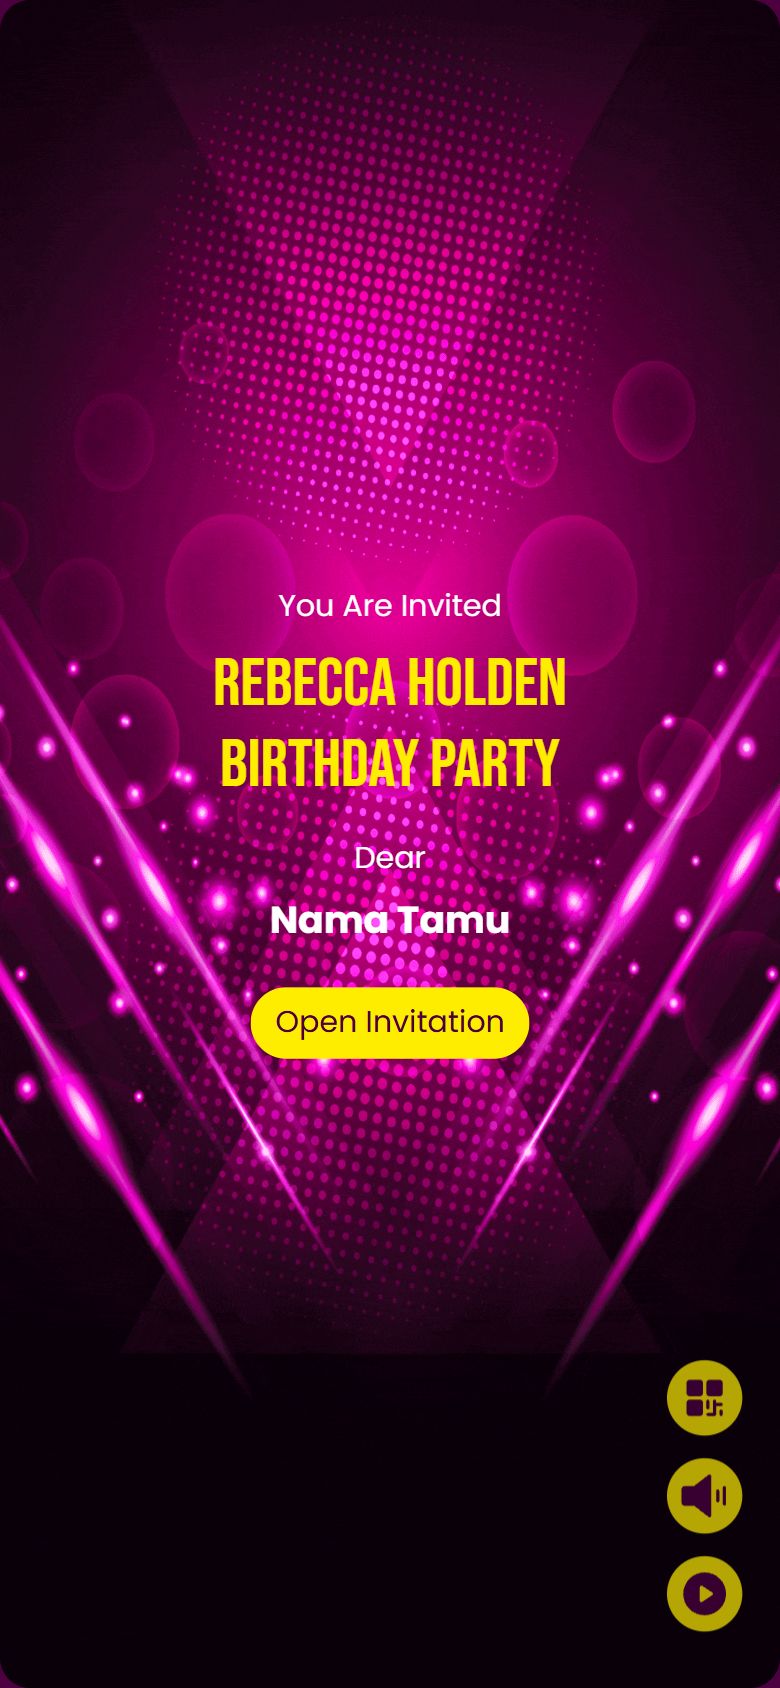 You Are Invited
REBECCA HOLDEN
BIRTHDAY PARTY
Dear
Nama Tamu
Open Invitation